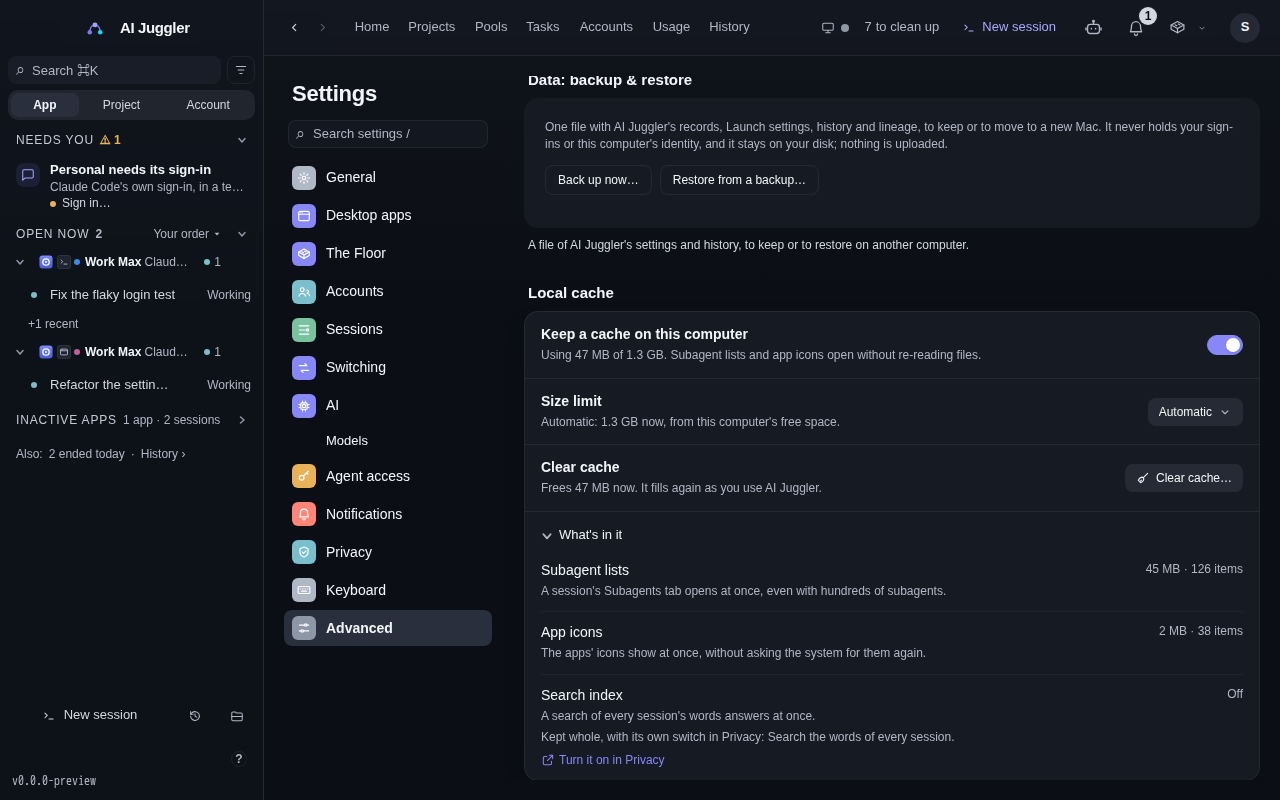 AI Juggler
Search ⌘K
App Project Account
NEEDS YOU 1
Personal needs its sign-in
Claude Code's own sign-in, in a te…
Sign in…
OPEN NOW 2 Your order
Work Max Claud… 1
Fix the flaky login test Working
+1 recent
Work Max Claud… 1
Refactor the settin… Working
INACTIVE APPS 1 app · 2 sessions
Also: 2 ended today · History ›
New session
?
v0.0.0-preview
Home Projects Pools Tasks Accounts Usage History
7 to clean up
New session
1
S
Settings
Search settings /
General
Desktop apps
The Floor
Accounts
Sessions
Switching
AI
Models
Agent access
Notifications
Privacy
Keyboard
Advanced
Data: backup & restore
One file with AI Juggler's records, Launch settings, history and lineage, to keep or to move to a new Mac. It never holds your sign-
ins or this computer's identity, and it stays on your disk; nothing is uploaded.
Back up now… Restore from a backup…
A file of AI Juggler's settings and history, to keep or to restore on another computer.
Local cache
Keep a cache on this computer
Using 47 MB of 1.3 GB. Subagent lists and app icons open without re-reading files.
Size limit
Automatic: 1.3 GB now, from this computer's free space.
Automatic
Clear cache
Frees 47 MB now. It fills again as you use AI Juggler.
Clear cache…
What's in it
Subagent lists 45 MB · 126 items
A session's Subagents tab opens at once, even with hundreds of subagents.
App icons 2 MB · 38 items
The apps' icons show at once, without asking the system for them again.
Search index Off
A search of every session's words answers at once.
Kept whole, with its own switch in Privacy: Search the words of every session.
Turn it on in Privacy